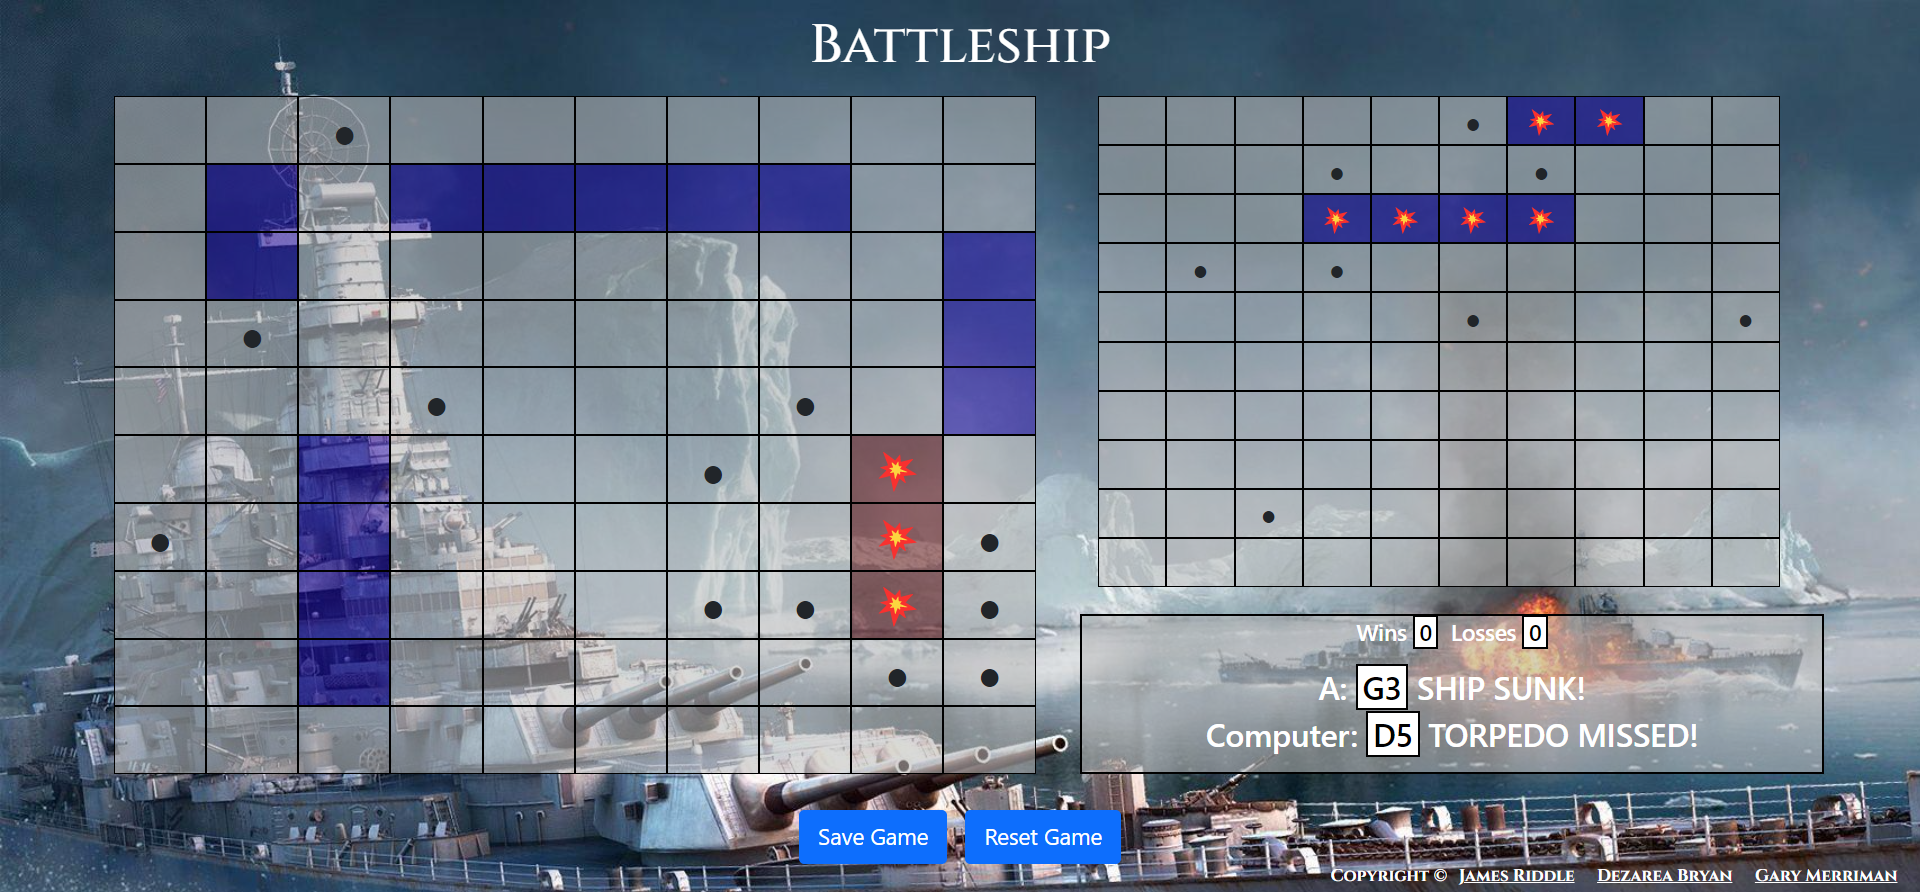 BATTLESHIP
Wins 0 Losses 0
A: G3 SHIP SUNK!
Computer: D5 TORPEDO MISSED!
Save Game Reset Game
COPYRIGHT © JAMES RIDDLE DEZAREA BRYAN GARY MERRIMAN